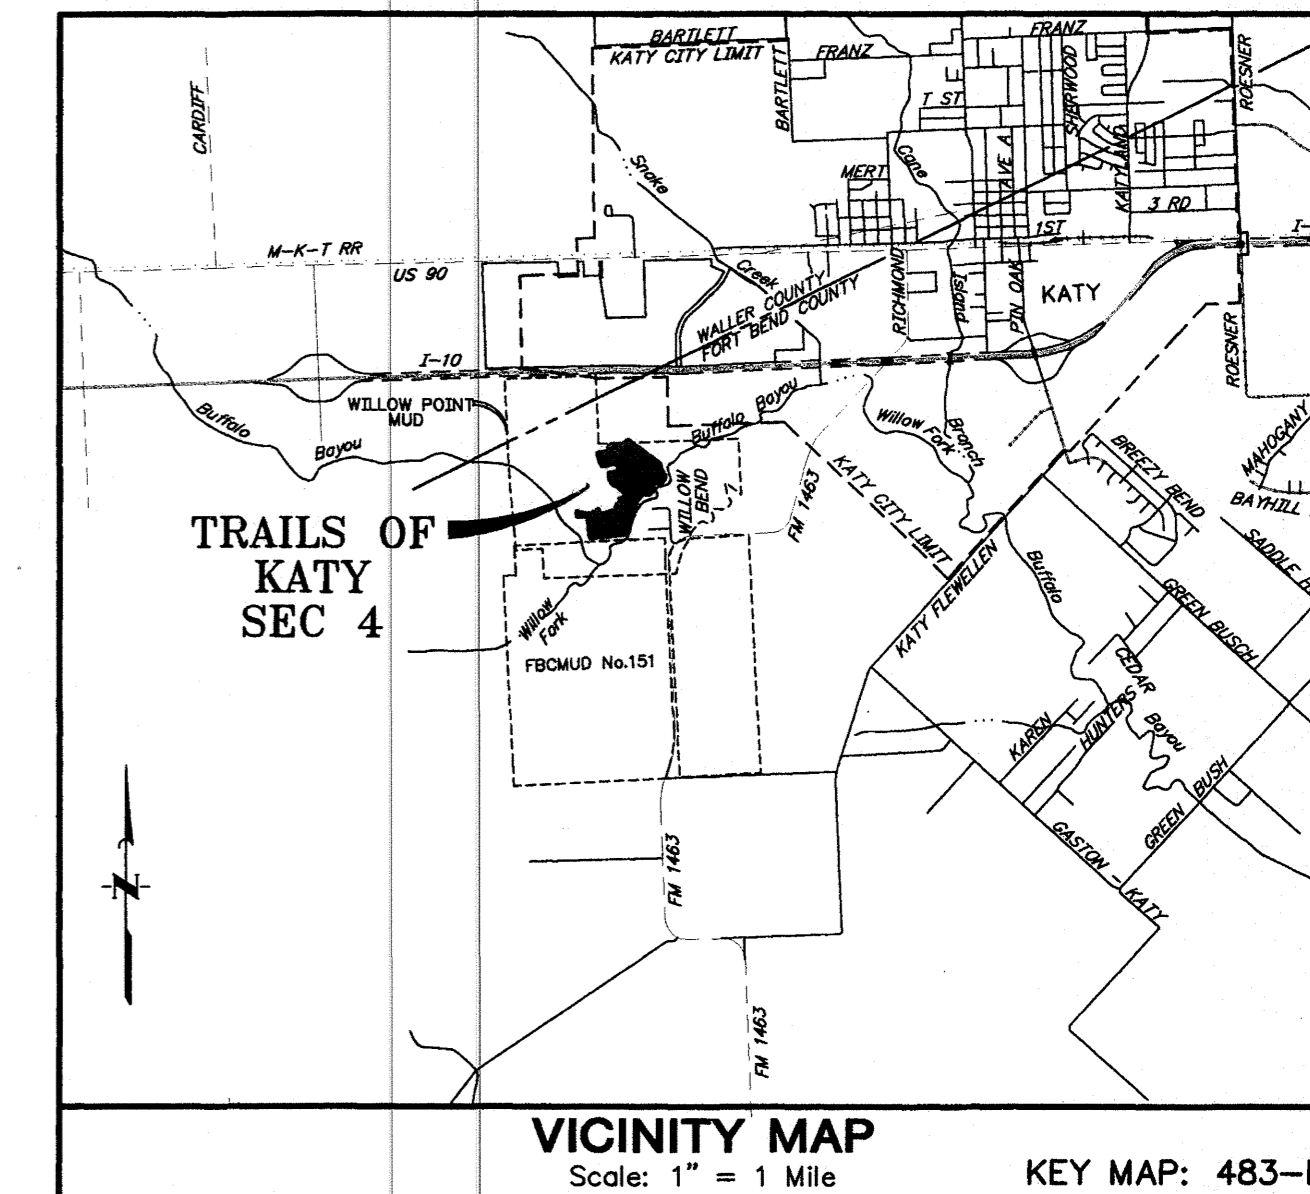 BARTLETT
KATY CITY LIMIT
FRANZ
FRANZ
CARDIFF
BARTLETT
SHERWOOD
ROESNER
T ST
E
Snake
MERT
Cane
AVE A
KATYLAND
3 RD
1ST
M-K-T RR
US 90
Creek
WALLER COUNTY
FORT BEND COUNTY
RICHMOND
Island
PIN OAK
KATY
I-
ROESNER
I-10
WILLOW POINT
MUD
Buffalo
Bayou
Buffalo
Bayou
Willow Fork
Branch
BREEZY BEND
MAHOGANY
BAYHILL
WILLOW
BEND
FM 1463
KATY CITY LIMIT
TRAILS OF
KATY
SEC 4
Willow
Fork
FBCMUD No.151
KATY FLEWELLEN
Buffalo
SADDLE
GREEN BUSCH
CEDAR
KAREN
HUNTERS
Bayou
GREEN BUSH
GASTON - KATY
FM 1463
FM 1463
N
VICINITY MAP
Scale: 1" = 1 Mile
KEY MAP: 483-